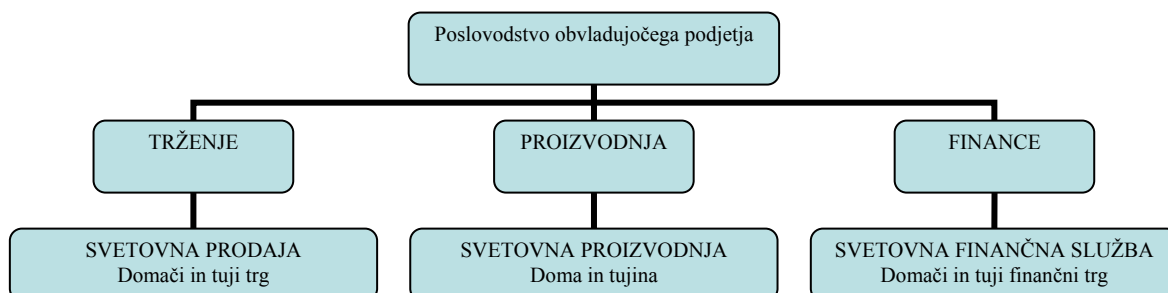 Poslovodstvo obvladujočega podjetja
TRŽENJE
PROIZVODNJA
FINANCE
SVETOVNA PRODAJA
Domači in tuji trg
SVETOVNA PROIZVODNJA
Doma in tujina
SVETOVNA FINANČNA SLUŽBA
Domači in tuji finančni trg